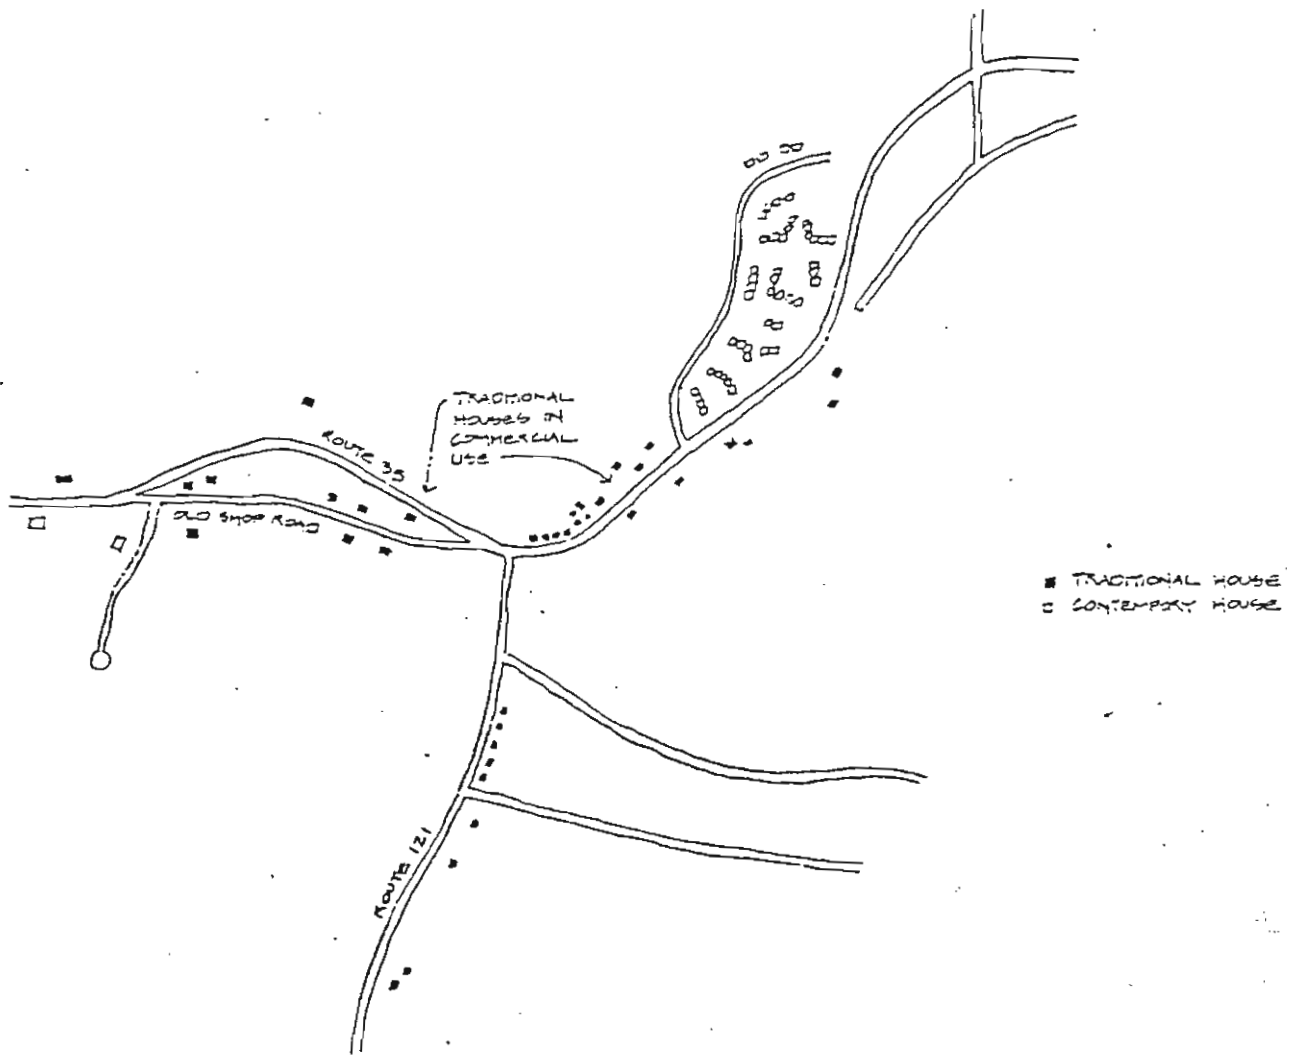 TRADITIONAL
HOUSES IN
COMMERCIAL
USE
ROUTE 35
OLD SHOP ROAD
TRADITIONAL HOUSE
CONTEMPORY HOUSE
ROUTE 121